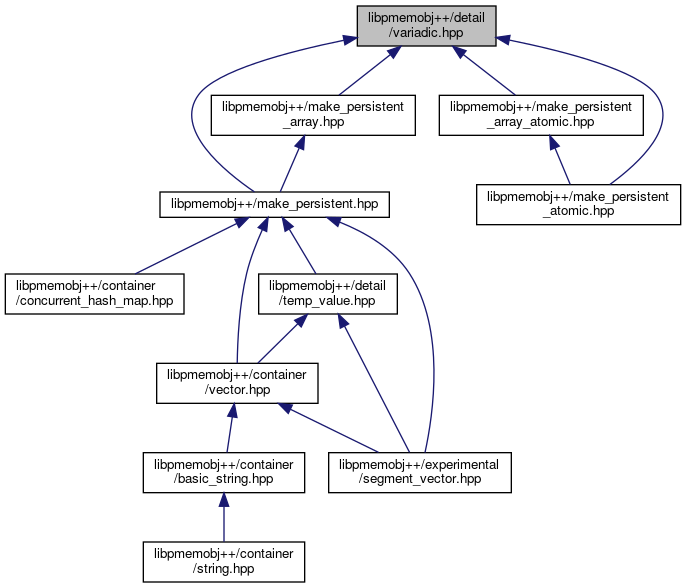 libpmemobj++/detail
/variadic.hpp
libpmemobj++/make_persistent
_array.hpp
libpmemobj++/make_persistent
_array_atomic.hpp
libpmemobj++/make_persistent.hpp
libpmemobj++/make_persistent
_atomic.hpp
libpmemobj++/container
/concurrent_hash_map.hpp
libpmemobj++/detail
/temp_value.hpp
libpmemobj++/container
/vector.hpp
libpmemobj++/container
/basic_string.hpp
libpmemobj++/experimental
/segment_vector.hpp
libpmemobj++/container
/string.hpp